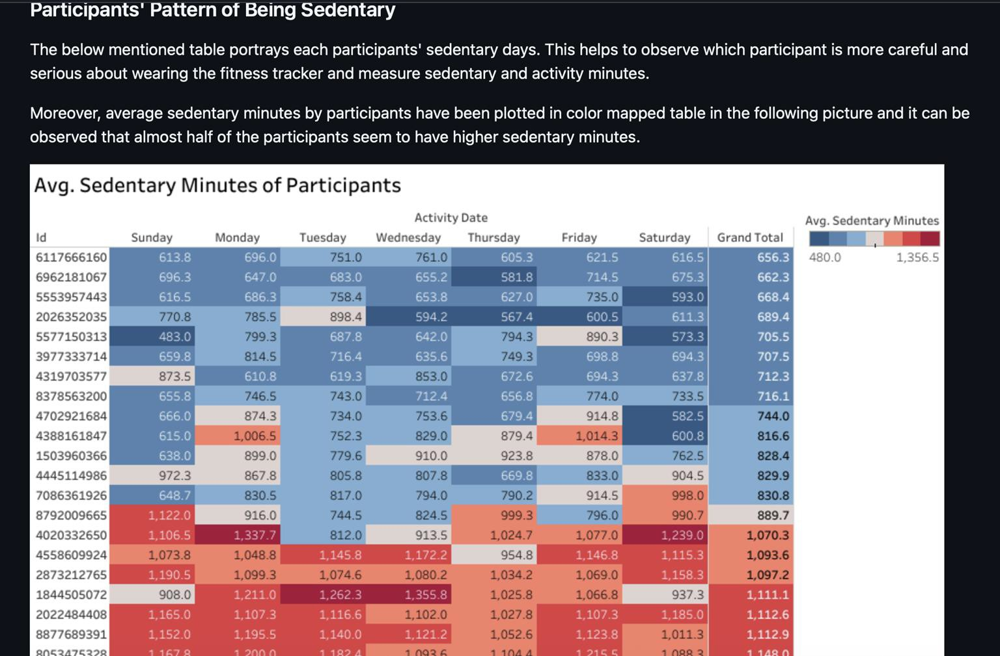 Participants' Pattern of Being Sedentary
The below mentioned table portrays each participants' sedentary days. This helps to observe which participant is more careful and
serious about wearing the fitness tracker and measure sedentary and activity minutes.
Moreover, average sedentary minutes by participants have been plotted in color mapped table in the following picture and it can be
observed that almost half of the participants seem to have higher sedentary minutes.
Avg. Sedentary Minutes of Participants
Activity Date
Id Sunday Monday Tuesday Wednesday Thursday Friday Saturday Grand Total
6117666160 613.8 696.0 751.0 761.0 605.3 621.5 616.5 656.3
6962181067 696.3 647.0 683.0 655.2 581.8 714.5 675.3 662.3
5553957443 616.5 686.3 758.4 653.8 627.0 735.0 593.0 668.4
2026352035 770.8 785.5 898.4 594.2 567.4 600.5 611.3 689.4
5577150313 483.0 799.3 687.8 642.0 794.3 890.3 573.3 705.5
3977333714 659.8 814.5 716.4 635.6 749.3 698.8 694.3 707.5
4319703577 873.5 610.8 619.3 853.0 672.6 694.3 637.8 712.3
8378563200 655.8 746.5 743.0 712.4 656.8 774.0 733.5 716.1
4702921684 666.0 874.3 734.0 753.6 679.4 914.8 582.5 744.0
4388161847 615.0 1,006.5 752.3 829.0 879.4 1,014.3 600.8 816.6
1503960366 638.0 899.0 779.6 910.0 923.8 878.0 762.5 828.4
4445114986 972.3 867.8 805.8 807.8 669.8 833.0 904.5 829.9
7086361926 648.7 830.5 817.0 794.0 790.2 914.5 998.0 830.8
8792009665 1,122.0 916.0 744.5 824.5 999.3 796.0 990.7 889.7
4020332650 1,106.5 1,337.7 812.0 913.5 1,024.7 1,077.0 1,239.0 1,070.3
4558609924 1,073.8 1,048.8 1,145.8 1,172.2 954.8 1,146.8 1,115.3 1,093.6
2873212765 1,190.5 1,099.3 1,074.6 1,080.2 1,034.2 1,069.0 1,158.3 1,097.2
1844505072 908.0 1,211.0 1,262.3 1,355.8 1,025.8 1,066.8 937.3 1,111.1
2022484408 1,165.0 1,107.3 1,116.6 1,102.0 1,027.8 1,107.3 1,185.0 1,112.6
8877689391 1,152.0 1,195.5 1,140.0 1,121.2 1,052.6 1,123.8 1,011.3 1,112.9
8053475328 1,167.8 1,200.0 1,182.4 1,093.6 1,104.4 1,215.5 1,088.3 1,148.0
Avg. Sedentary Minutes
480.0 1,356.5